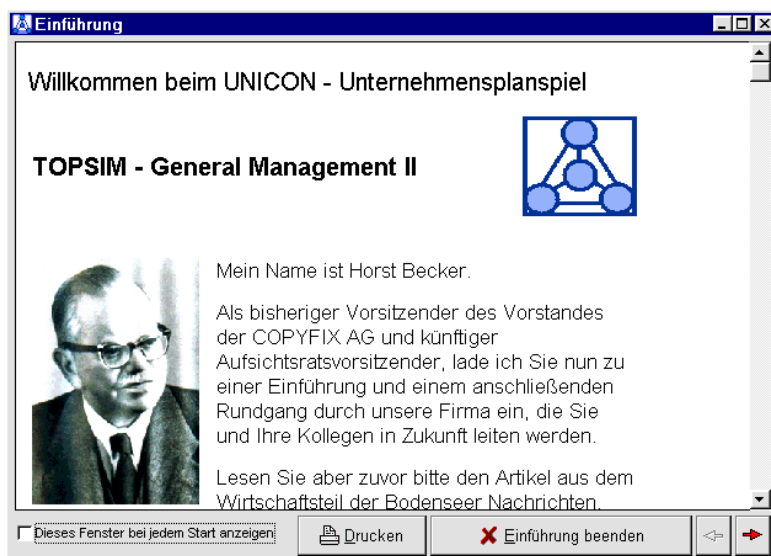 Einführung
Willkommen beim UNICON - Unternehmensplanspiel
TOPSIM - General Management II
Mein Name ist Horst Becker.
Als bisheriger Vorsitzender des Vorstandes
der COPYFIX AG und künftiger
Aufsichtsratsvorsitzender, lade ich Sie nun zu
einer Einführung und einem anschließenden
Rundgang durch unsere Firma ein, die Sie
und Ihre Kollegen in Zukunft leiten werden.
Lesen Sie aber zuvor bitte den Artikel aus dem
Wirtschaftsteil der Bodenseer Nachrichten.
Dieses Fenster bei jedem Start anzeigen
Drucken
Einführung beenden